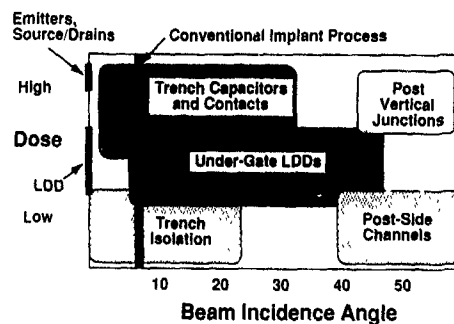 Emitters,
Source/Drains
Conventional Implant Process
High
Trench Capacitors
and Contacts
Post
Vertical
Junctions
Dose
Under-Gate LDDs
LDD
Low
Trench
Isolation
Post-Side
Channels
10 20 30 40 50
Beam Incidence Angle